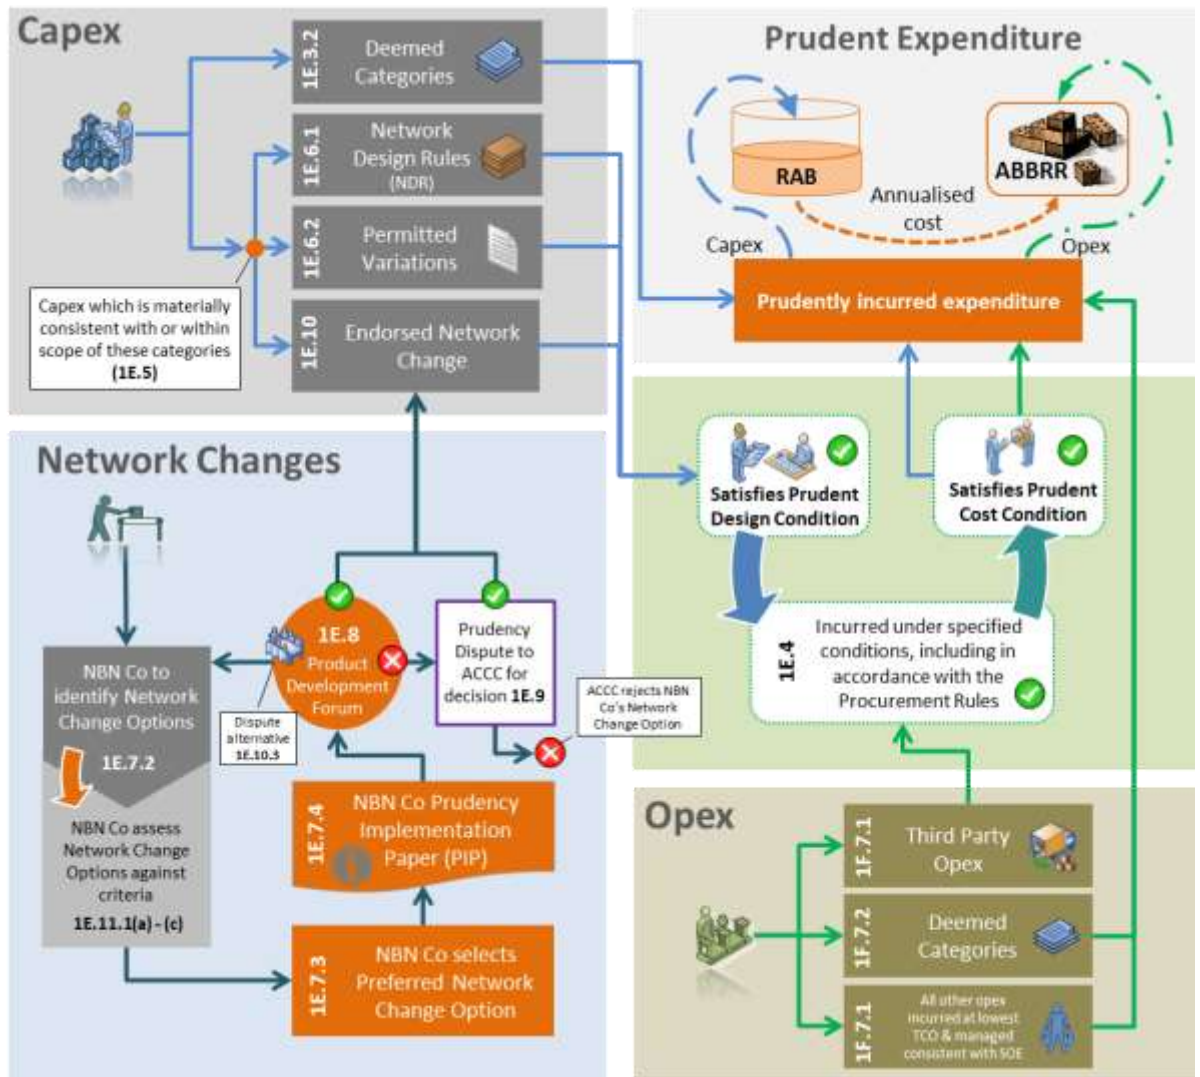 Capex
1E.3.2
Deemed
Categories
1E.6.1
Network
Design Rules
(NDR)
1E.6.2
Permitted
Variations
1E.10
Endorsed Network
Change
Capex which is materially
consistent with or within
scope of these categories
(1E.5)
Prudent Expenditure
RAB
ABBRR
Annualised
cost
Capex
Opex
Prudently incurred expenditure
Satisfies Prudent
Design Condition
Satisfies Prudent
Cost Condition
1E.4
Incurred under specified
conditions, including in
accordance with the
Procurement Rules
Network Changes
NBN Co to
identify Network
Change Options
1E.7.2
NBN Co assess
Network Change
Options against
criteria
1E.11.1(a) - (c)
1E.8
Product
Development
Forum
Dispute
alternative
1E.10.3
Prudency
Dispute to
ACCC for
decision 1E.9
ACCC rejects NBN
Co's Network
Change Option
1E.7.4
NBN Co Prudency
Implementation
Paper (PIP)
1E.7.3
NBN Co selects
Preferred Network
Change Option
Opex
1F.7.1
Third Party
Opex
1F.7.2
Deemed
Categories
1F.7.1
All other opex
incurred at lowest
TCO & managed
consistent with SOE